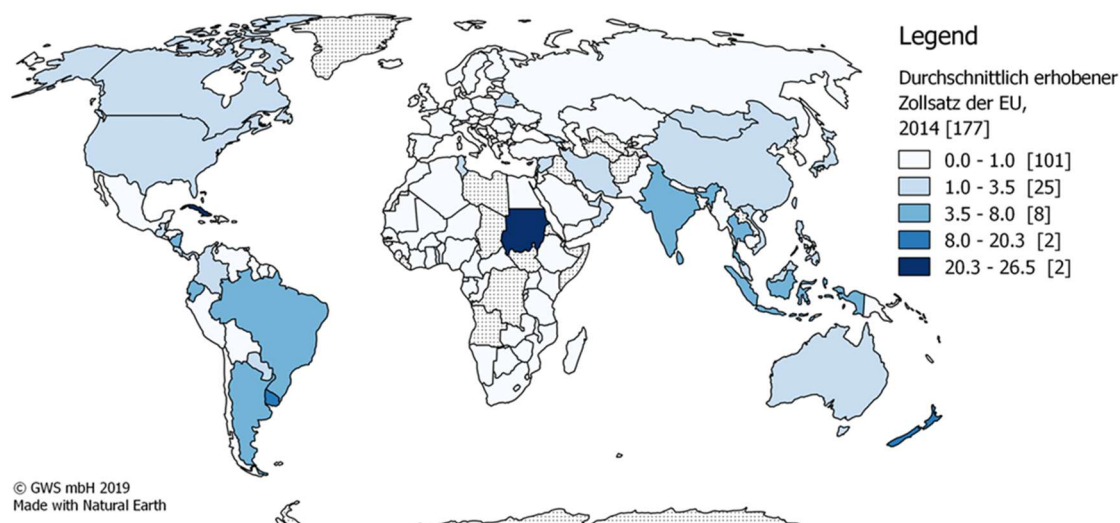 Legend
Durchschnittlich erhobener
Zollsatz der EU,
2014 [177]
0.0 - 1.0 [101]
1.0 - 3.5 [25]
3.5 - 8.0 [8]
8.0 - 20.3 [2]
20.3 - 26.5 [2]
© GWS mbH 2019
Made with Natural Earth